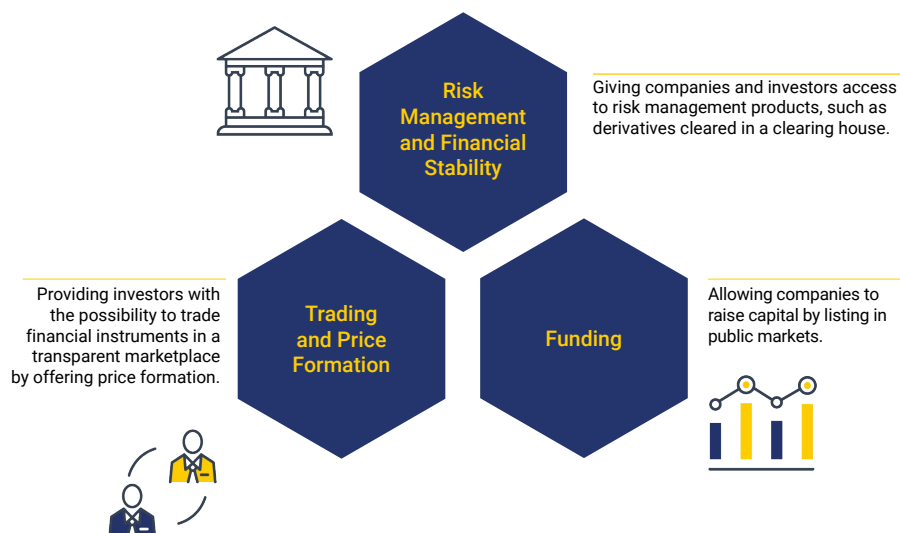 Risk
Management
and Financial
Stability
Giving companies and investors access
to risk management products, such as
derivatives cleared in a clearing house.
Providing investors with
the possibility to trade
financial instruments in a
transparent marketplace
by offering price formation.
Trading
and Price
Formation
Funding
Allowing companies to
raise capital by listing in
public markets.